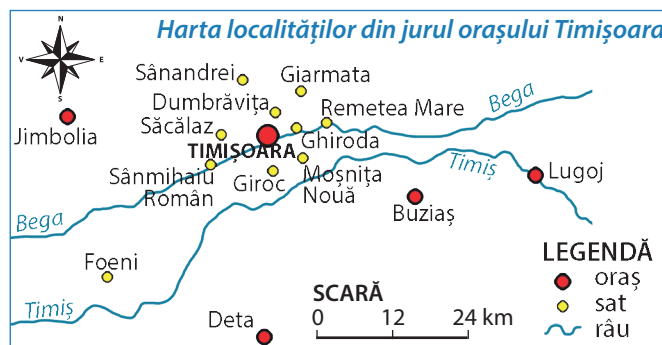 Harta localităților din jurul orașului Timișoara
N
V
E
S
Sânandrei
Giarmata
Dumbrăvița
Remetea Mare
Bega
Jimbolia
Săcălaz
TIMIȘOARA
Ghiroda
Timiș
Lugoj
Sânmihaiu
Român
Giroc
Moșnița
Nouă
Buziaș
Bega
Foeni
Timiș
Deta
SCARĂ
0 12 24 km
LEGENDĂ
oraș
sat
râu